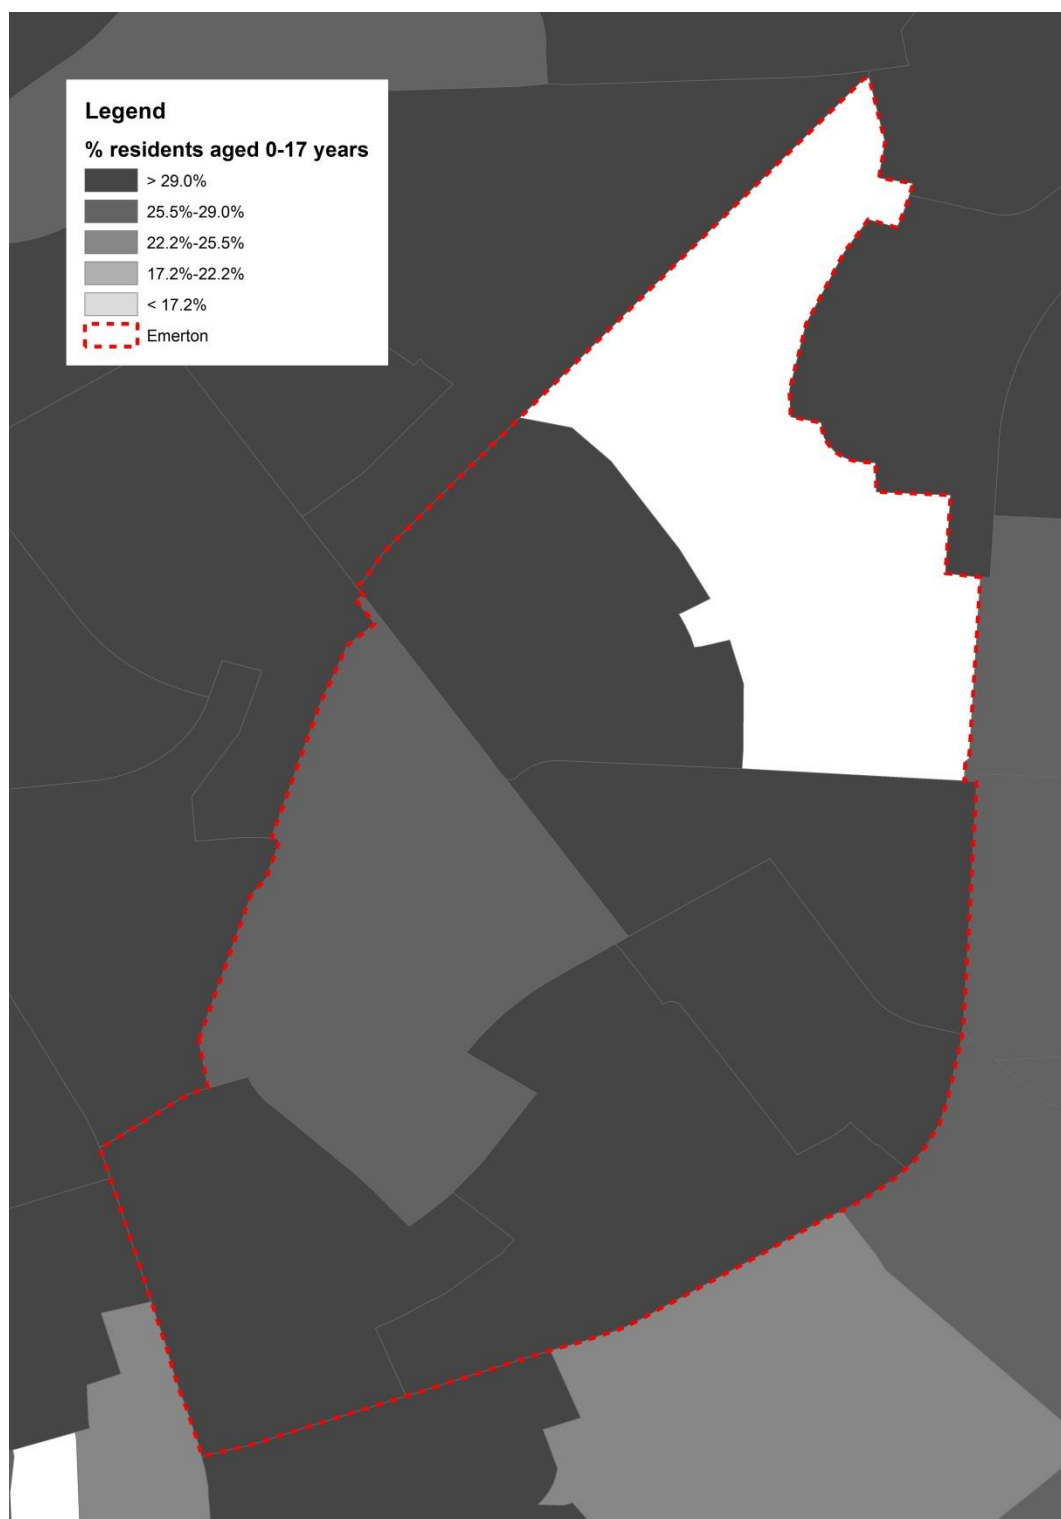 Legend
% residents aged 0-17 years
> 29.0%
25.5%-29.0%
22.2%-25.5%
17.2%-22.2%
< 17.2%
Emerton